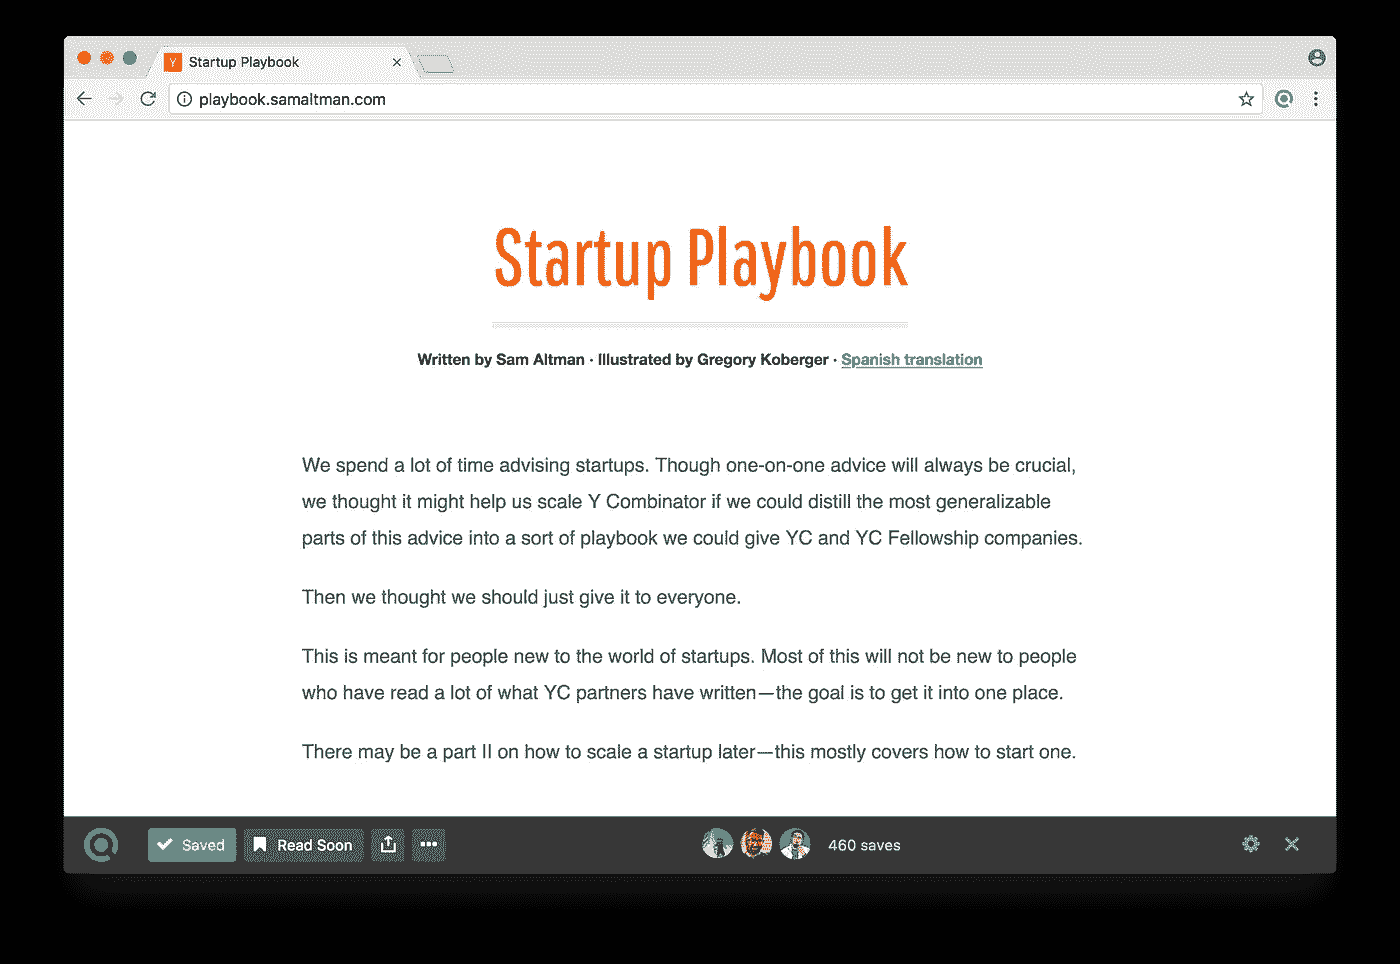 Y Startup Playbook
playbook.samaltman.com
Startup Playbook
Written by Sam Altman · Illustrated by Gregory Koberger · Spanish translation
We spend a lot of time advising startups. Though one-on-one advice will always be crucial,
we thought it might help us scale Y Combinator if we could distill the most generalizable
parts of this advice into a sort of playbook we could give YC and YC Fellowship companies.
Then we thought we should just give it to everyone.
This is meant for people new to the world of startups. Most of this will not be new to people
who have read a lot of what YC partners have written—the goal is to get it into one place.
There may be a part II on how to scale a startup later—this mostly covers how to start one.
Saved Read Soon 460 saves